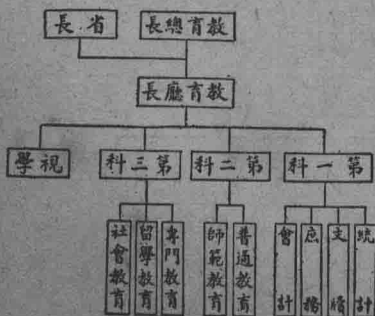 教育總長
省長
教育廳長
第一科
第二科
第三科
視學
統計
文牘
庶務
會計
普通教育
師範教育
專門教育
留學教育
社會教育